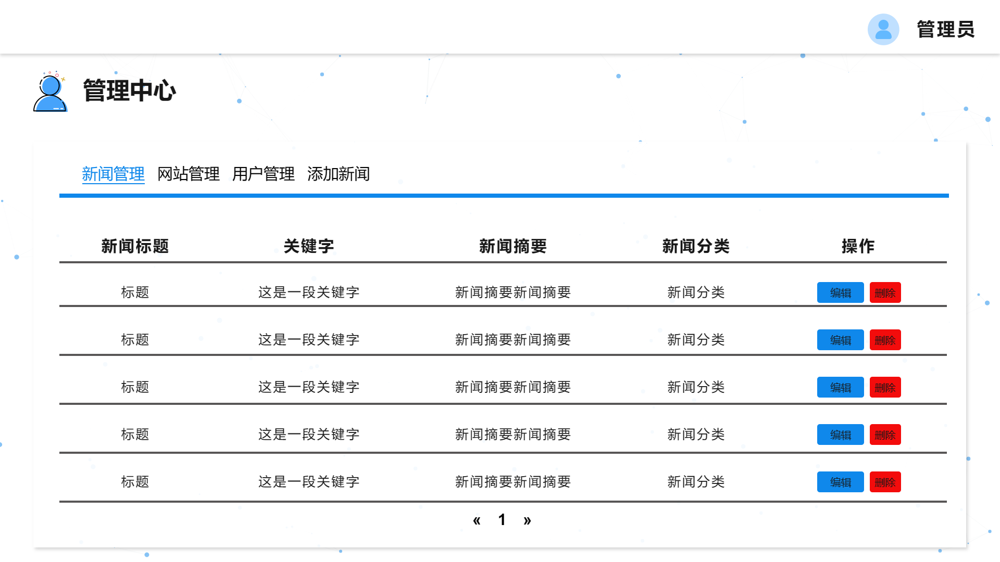 管理员
管理中心
新闻管理 网站管理 用户管理 添加新闻
新闻标题 关键字 新闻摘要 新闻分类 操作
标题 这是一段关键字 新闻摘要新闻摘要 新闻分类 编辑 删除
标题 这是一段关键字 新闻摘要新闻摘要 新闻分类 编辑 删除
标题 这是一段关键字 新闻摘要新闻摘要 新闻分类 编辑 删除
标题 这是一段关键字 新闻摘要新闻摘要 新闻分类 编辑 删除
标题 这是一段关键字 新闻摘要新闻摘要 新闻分类 编辑 删除
« 1 »